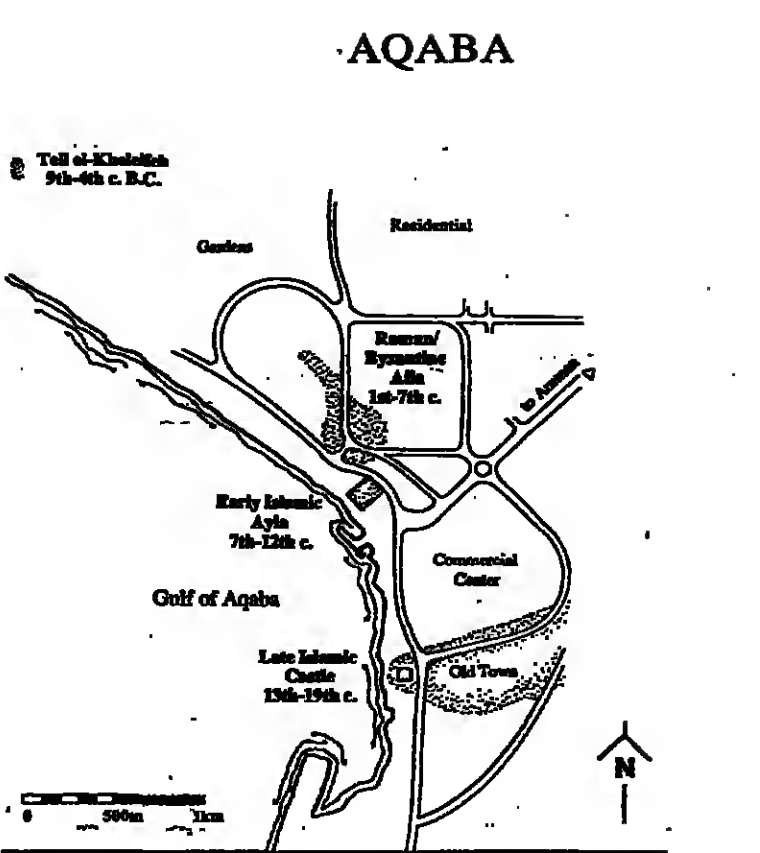 AQABA
Tell el-Kheleifeh
9th-4th c. B.C.
Residential
Gardens
Roman/
Byzantine
Aila
1st-7th c.
to Amman
Early Islamic
Ayla
7th-12th c.
Commercial
Center
Gulf of Aqaba
Late Islamic
Castle
13th-19th c.
Old Town
N
0 500m 1km